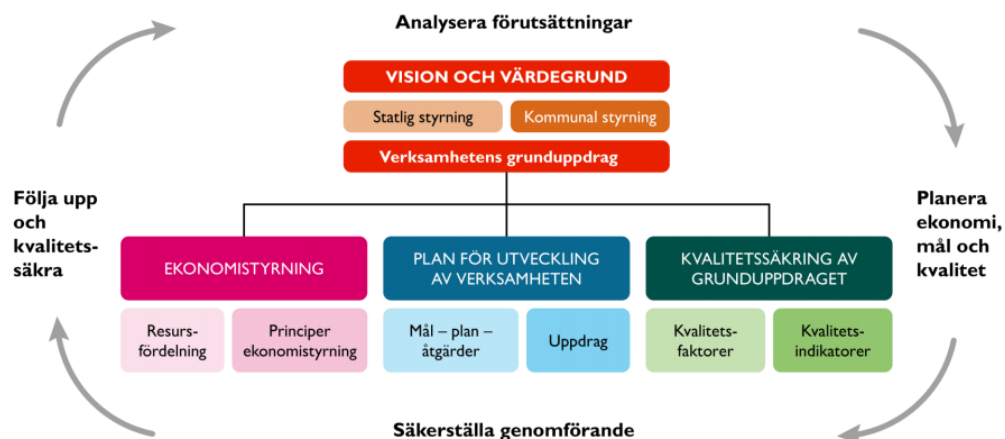 Analysera förutsättningar
VISION OCH VÄRDEGRUND
Statlig styrning
Kommunal styrning
Verksamhetens grunduppdrag
Följa upp
och
kvalitets-
säkra
Planera
ekonomi,
mål och
kvalitet
EKONOMISTYRNING
PLAN FÖR UTVECKLING
AV VERKSAMHETEN
KVALITETSSÄKRING AV
GRUNDUPPDRAGET
Resurs-
fördelning
Principer
ekonomistyrning
Mål – plan –
åtgärder
Uppdrag
Kvalitets-
faktorer
Kvalitets-
indikatorer
Säkerställa genomförande